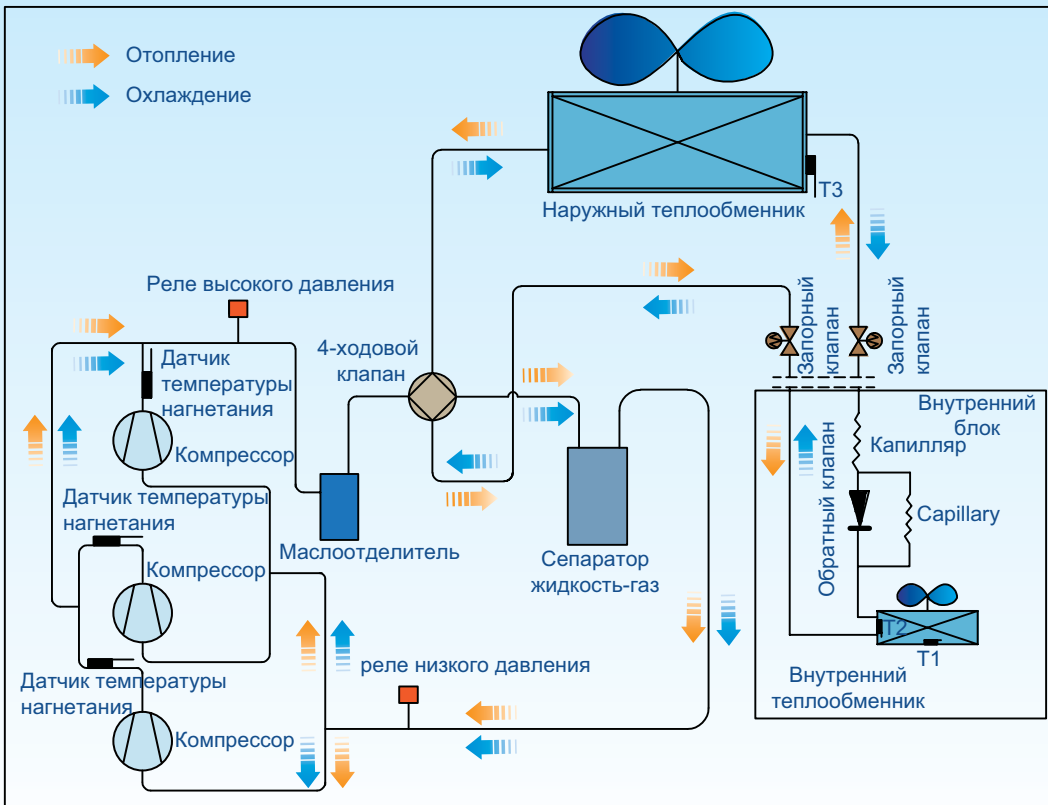 Отопление
Охлаждение
T3
Наружный теплообменник
Реле высокого давления
Запорный
клапан
Запорный
клапан
4-ходовой
клапан
Датчик
температуры
нагнетания
Внутренний
блок
Капилляр
Компрессор
Обратный клапан
Датчик температуры
нагнетания
Capillary
Маслоотделитель
Сепаратор
жидкость-газ
Компрессор
T2
T1
реле низкого давления
Датчик температуры
нагнетания
Внутренний
теплообменник
Компрессор